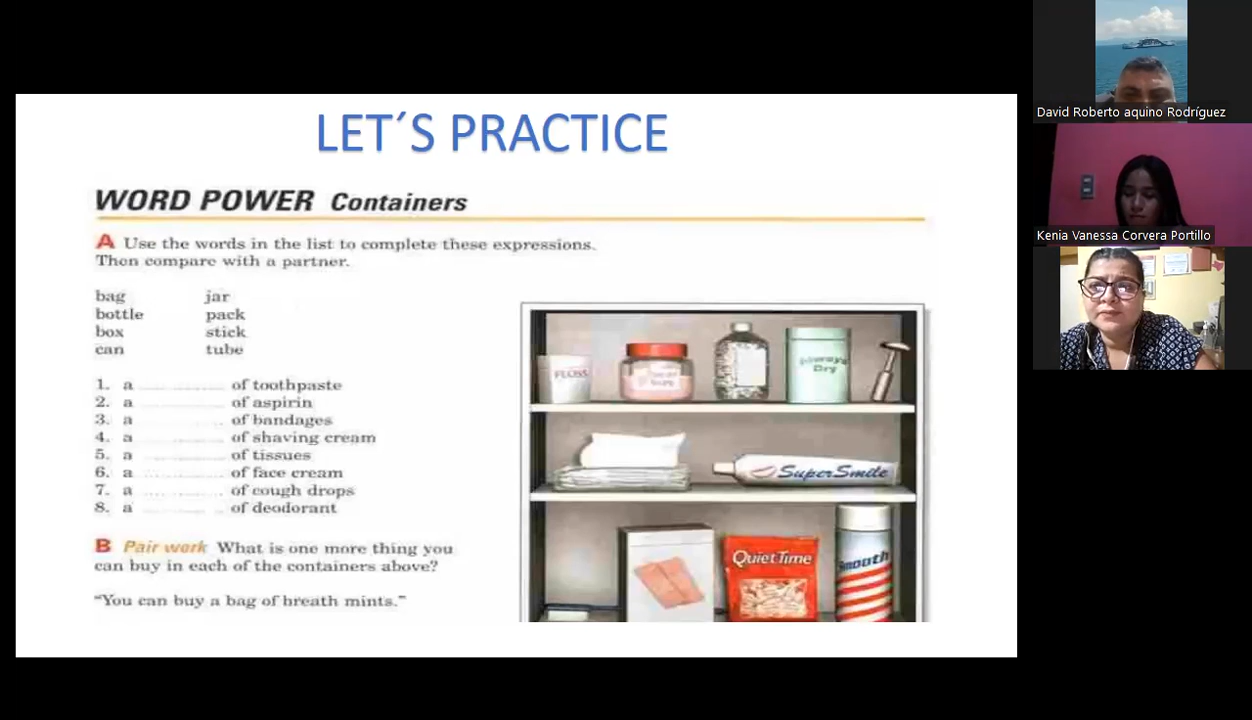 LET´S PRACTICE
WORD POWER Containers
A Use the words in the list to complete these expressions.
Then compare with a partner.
bag jar
bottle pack
box stick
can tube
1. a ............ of toothpaste
2. a ............ of aspirin
3. a ............ of bandages
4. a ............ of shaving cream
5. a ............ of tissues
6. a ............ of face cream
7. a ............ of cough drops
8. a ............ of deodorant
B Pair work What is one more thing you
can buy in each of the containers above?
"You can buy a bag of breath mints."
FLOSS
Dry
SuperSmile
QuietTime
Smooth
David Roberto aquino Rodríguez
Kenia Vanessa Corvera Portillo